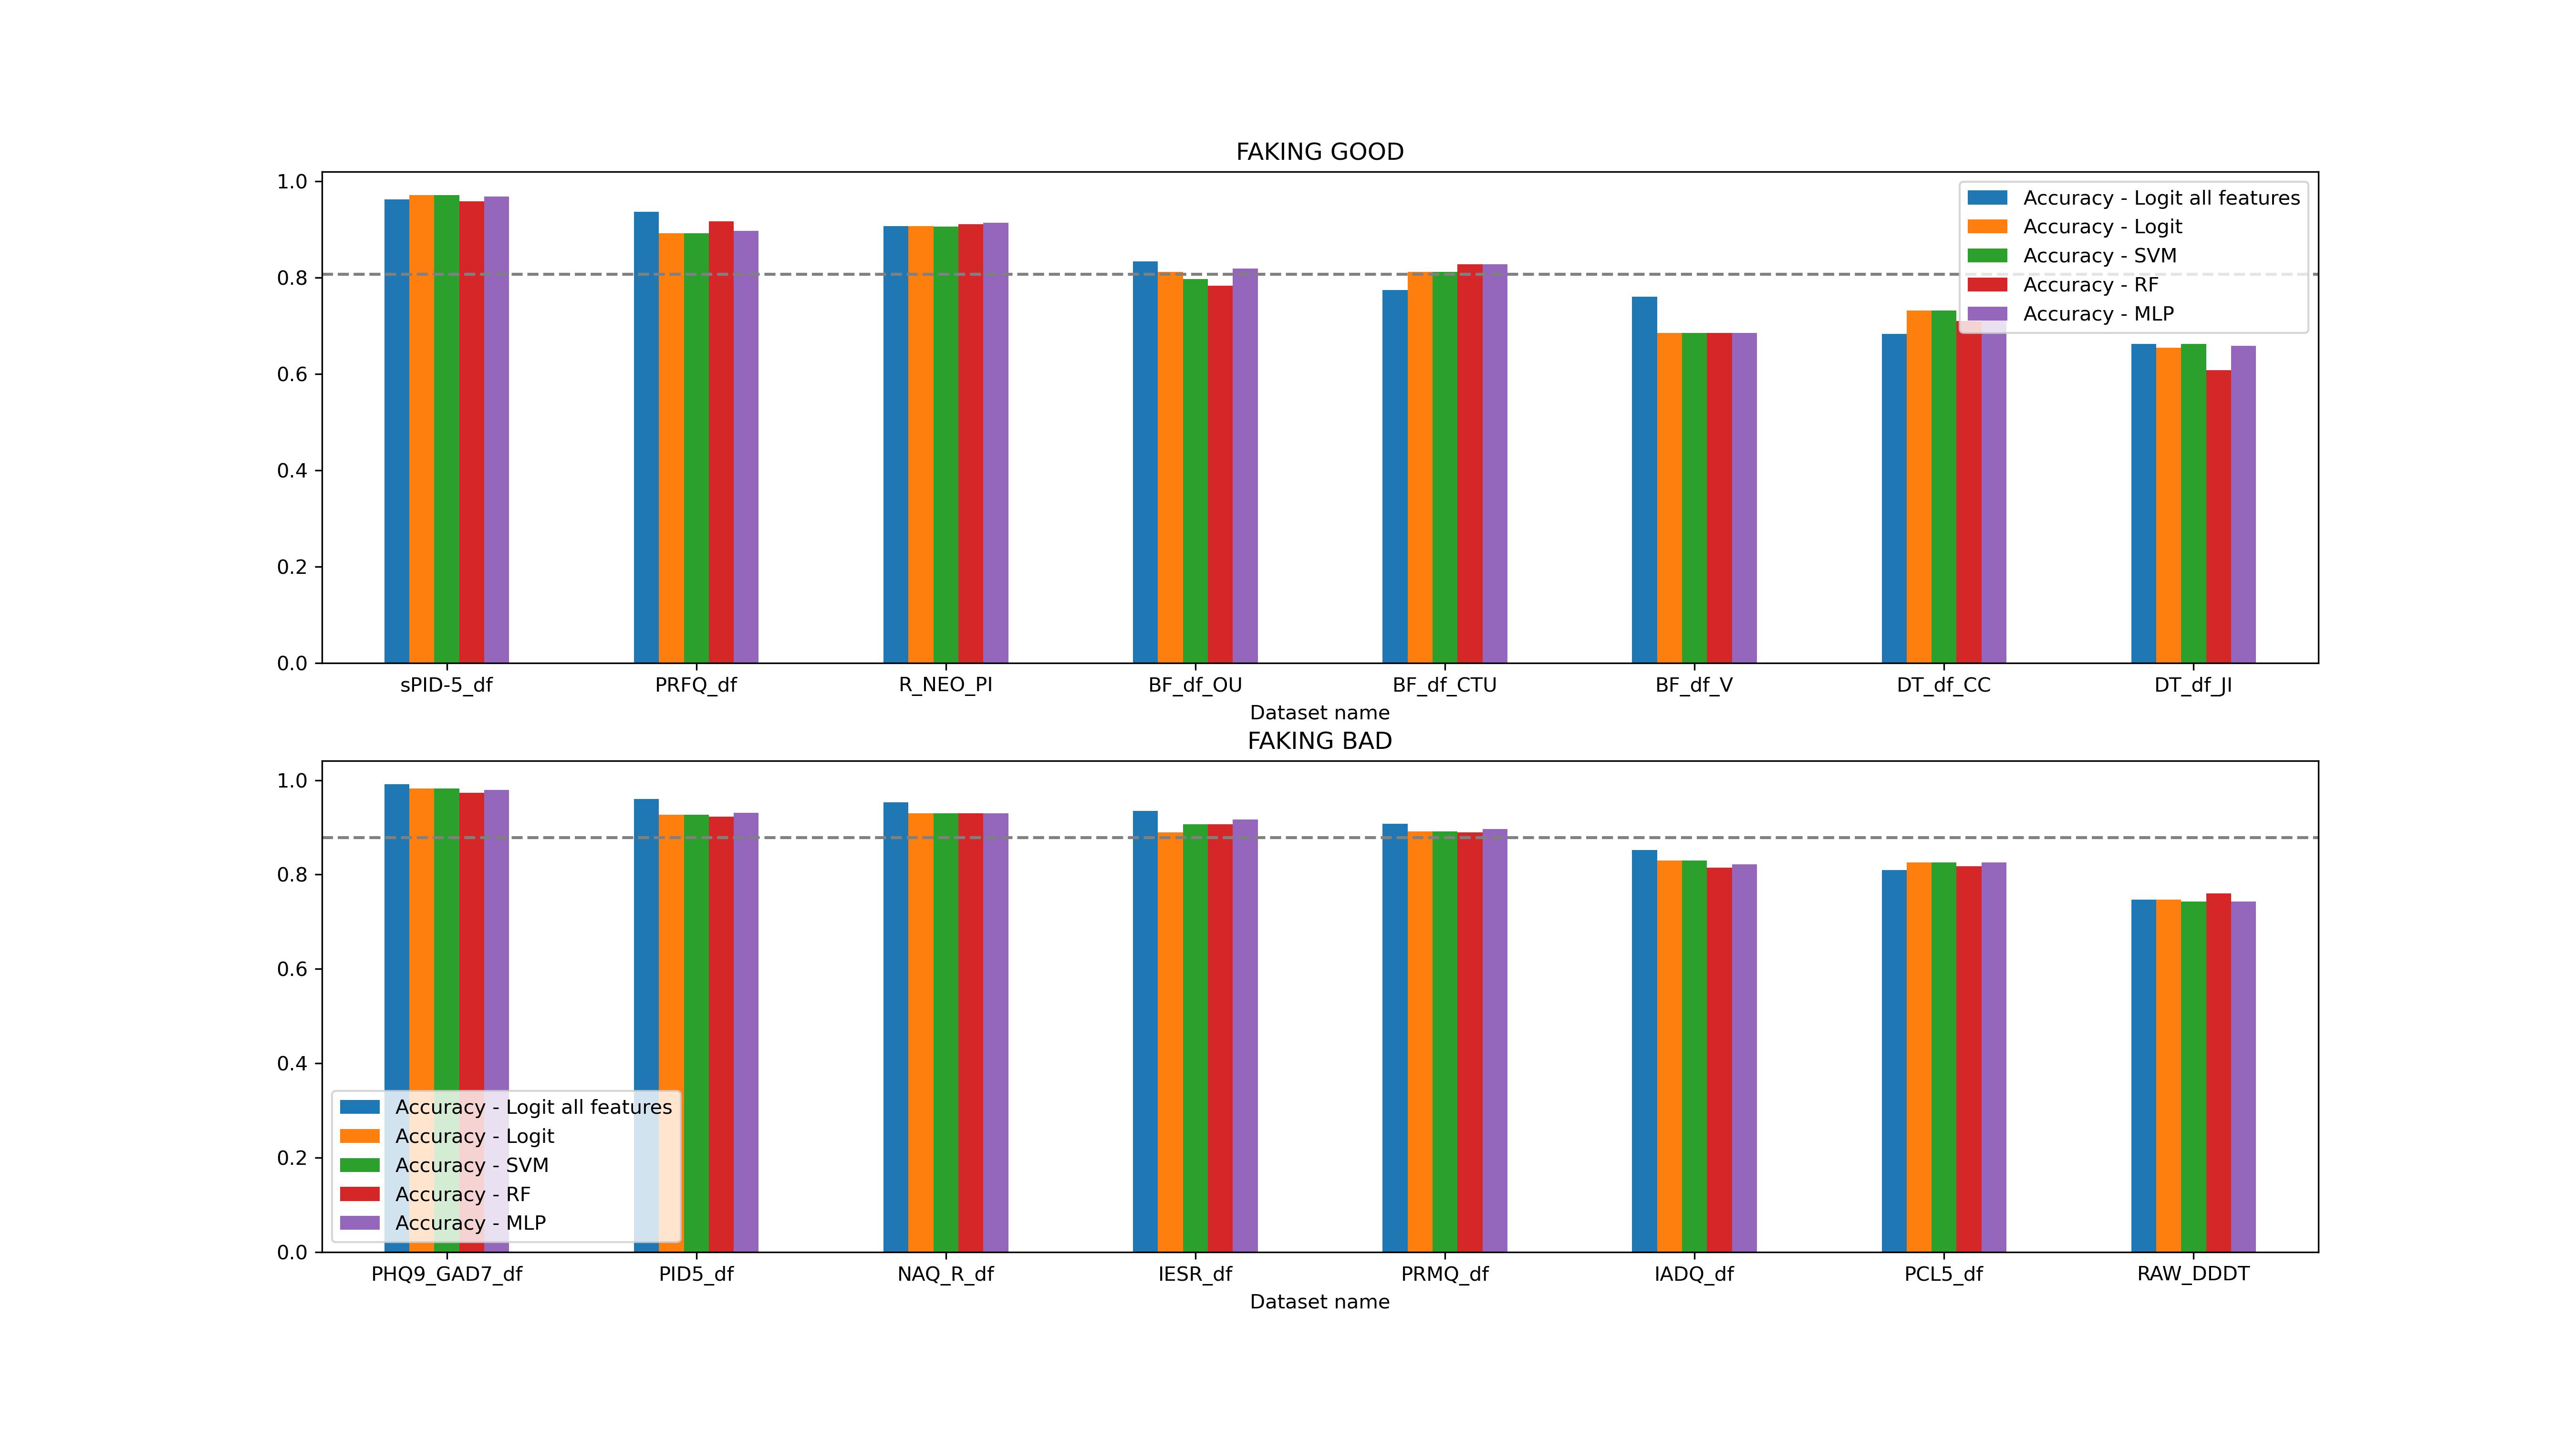 FAKING GOOD
1.0
0.8
0.6
0.4
0.2
0.0
Accuracy - Logit all features
Accuracy - Logit
Accuracy - SVM
Accuracy - RF
Accuracy - MLP
sPID-5_df PRFQ_df R_NEO_PI BF_df_OU BF_df_CTU BF_df_V DT_df_CC DT_df_JI
Dataset name
FAKING BAD
1.0
0.8
0.6
0.4
0.2
0.0
Accuracy - Logit all features
Accuracy - Logit
Accuracy - SVM
Accuracy - RF
Accuracy - MLP
PHQ9_GAD7_df PID5_df NAQ_R_df IESR_df PRMQ_df IADQ_df PCL5_df RAW_DDDT
Dataset name